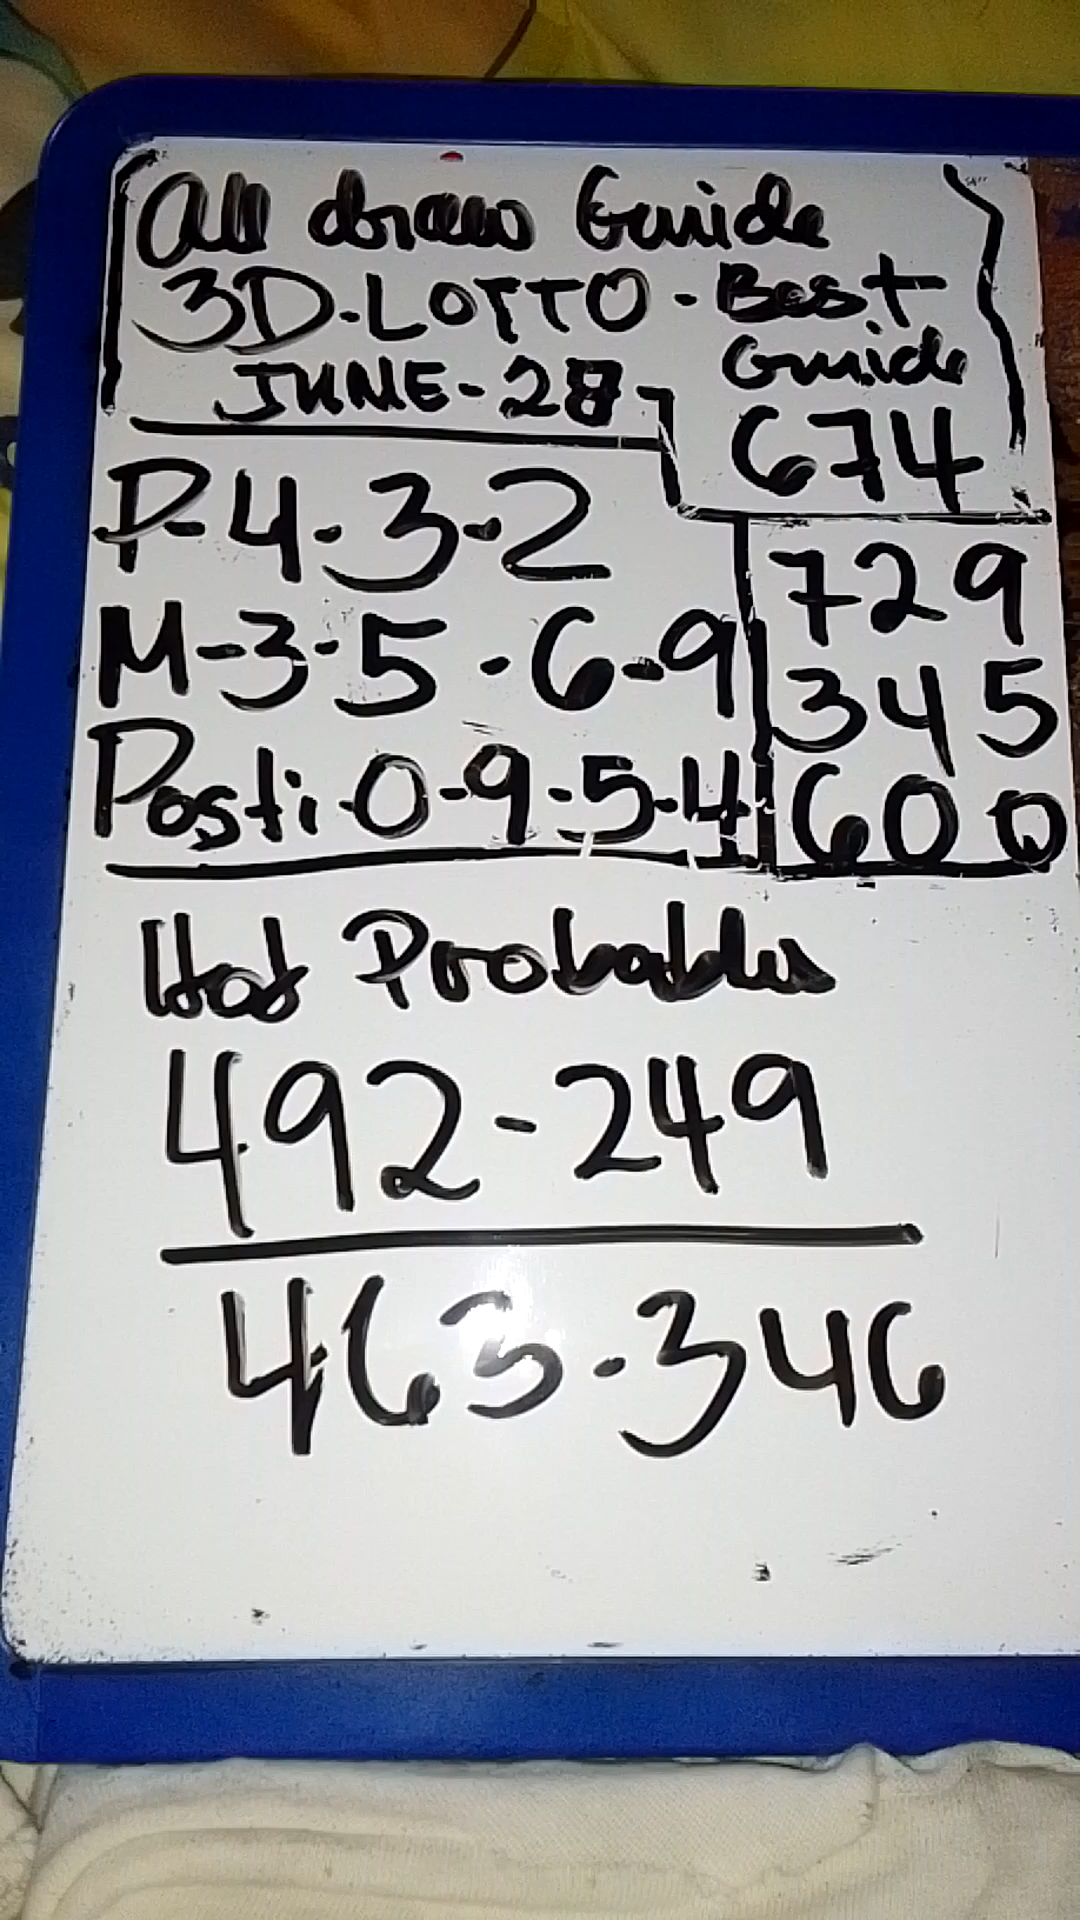 All draw Guide
3D-LOTTO - Best
Guide
JUNE-28
674
P-4-3-2
729
M-3-5-6-9
345
Posti-0-9-5-4
600
Hot Probables
492-249
463-346